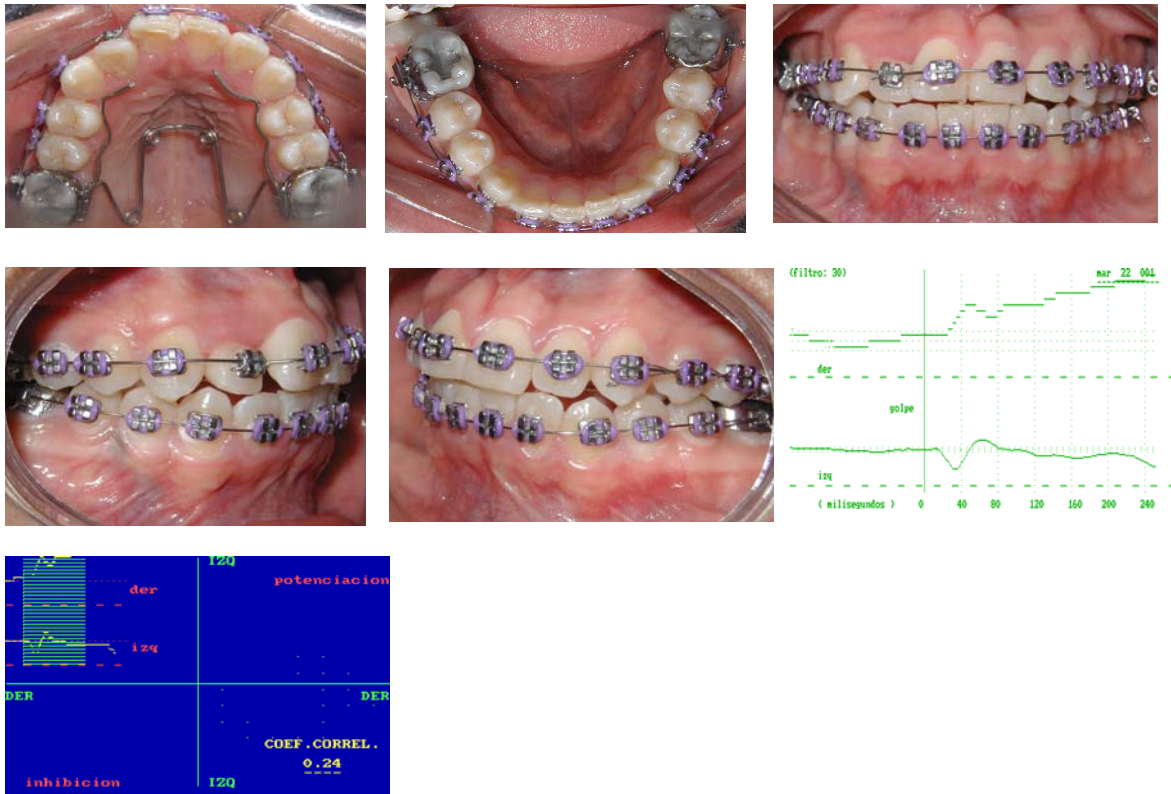 (filtro: 30) mar 22 001
der
golpe
izq
( milisegundos ) 0 40 80 120 160 200 240
IZQ
potenciacion
der
izq
DER DER
COEF.CORREL.
0.24
inhibicion IZQ